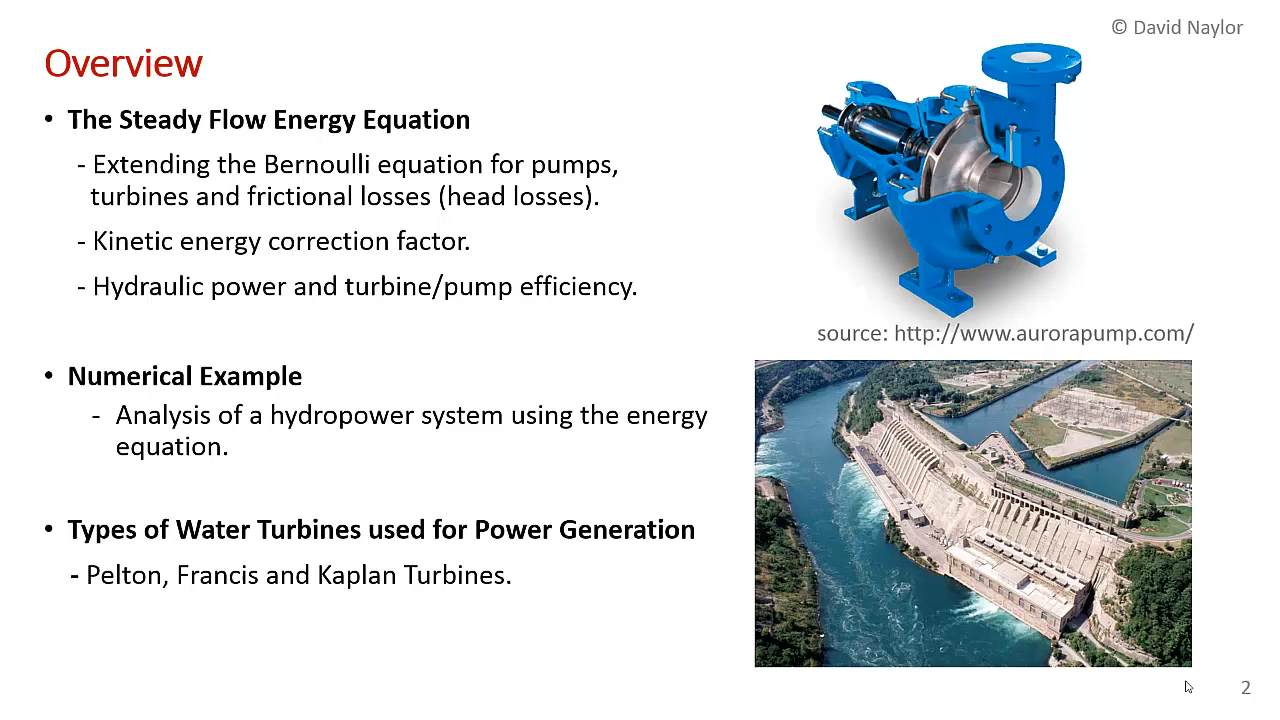 © David Naylor
Overview
• The Steady Flow Energy Equation
- Extending the Bernoulli equation for pumps,
turbines and frictional losses (head losses).
- Kinetic energy correction factor.
- Hydraulic power and turbine/pump efficiency.
source: http://www.aurorapump.com/
• Numerical Example
- Analysis of a hydropower system using the energy
equation.
• Types of Water Turbines used for Power Generation
- Pelton, Francis and Kaplan Turbines.
2